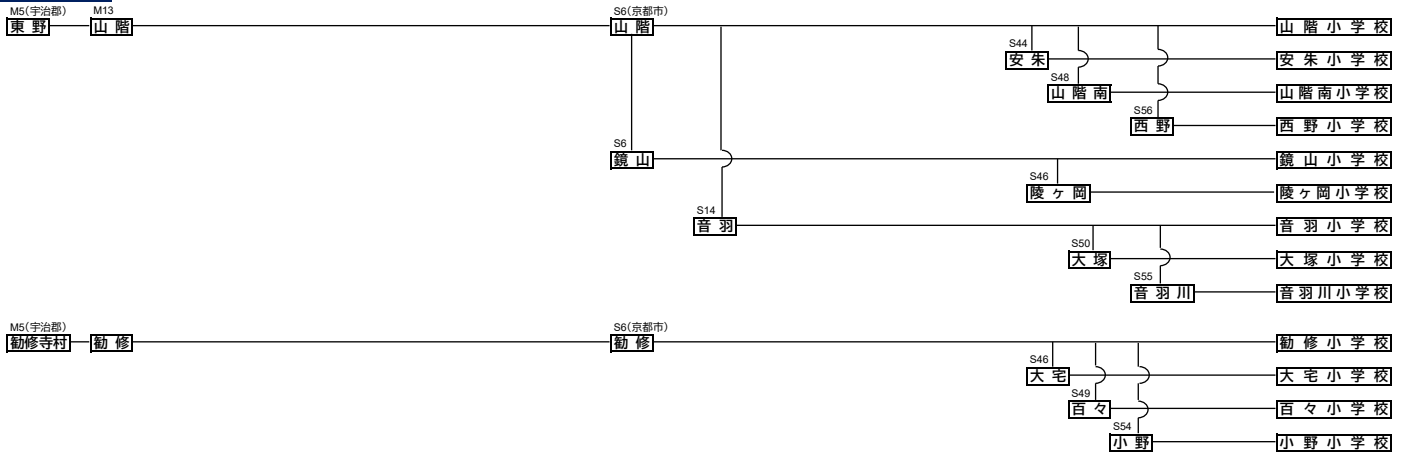 M5(宇治郡) M13 S6(京都市)
東野 山階 山階 山階小学校
S44
安朱 安朱小学校
S48
山階南 山階南小学校
S56
西野 西野小学校
S6
鏡山 鏡山小学校
S46
陵ヶ岡 陵ヶ岡小学校
S14
音羽 音羽小学校
S50
大塚 大塚小学校
S55
音羽川 音羽川小学校
M5(宇治郡) S6(京都市)
勧修寺村 勧修 勧修 勧修小学校
S46
大宅 大宅小学校
S49
百々 百々小学校
S54
小野 小野小学校